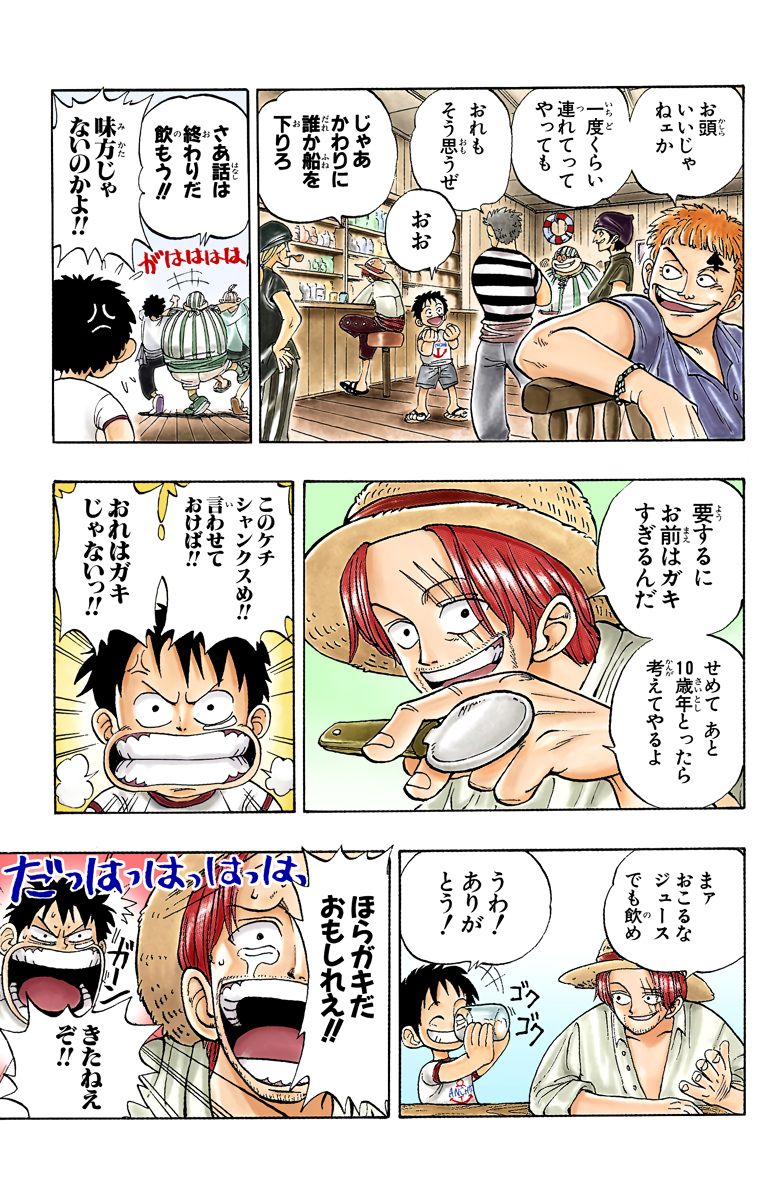 お頭
いいじゃ
ねェか
一度くらい
連れてって
やっても
おれも
そう思うぜ
おお
じゃあ
かわりに
誰か船を
下りろ
さあ話は
終わりだ
飲もう!!
がはははは、
味方じゃ
ないのかよ!!
要するに
お前はガキ
すぎるんだ
せめて あと
10歳年とったら
考えてやるよ
このケチ
シャンクスめ!!
言わせて
おけば!!
おれはガキ
じゃないっ!!
まァ
おこるな
ジュース
でも飲め
うわ!
ありが
とう!
ゴク
ゴク
ANCHO
ほらガキだ
おもしれえ!!
だっはっはっはっは、
ガーン
きたねえ
ぞ!!